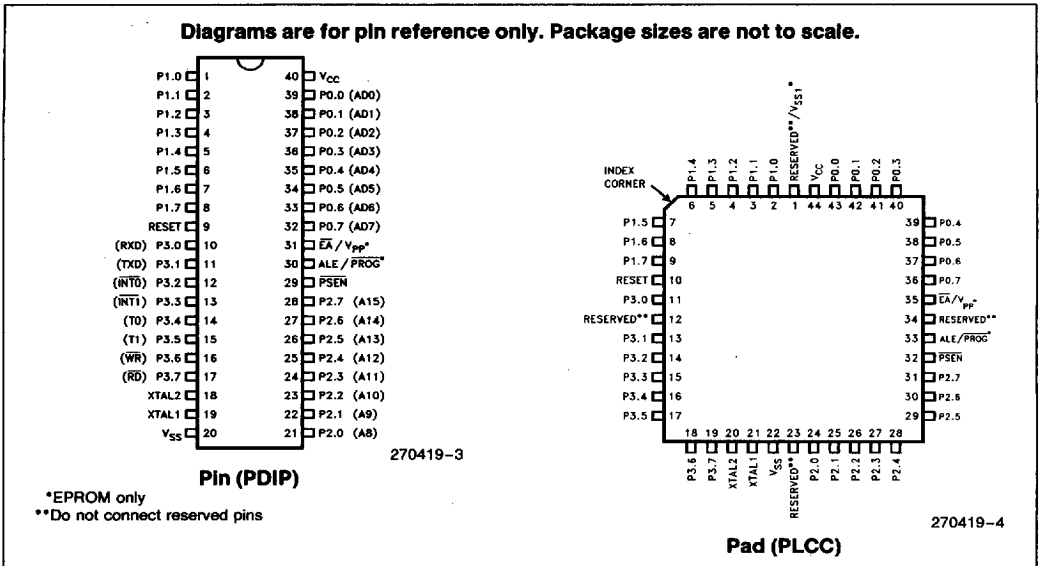 Diagrams are for pin reference only. Package sizes are not to scale.
P1.0 1 40 VCC
P1.1 2 39 P0.0 (AD0)
P1.2 3 38 P0.1 (AD1)
P1.3 4 37 P0.2 (AD2)
P1.4 5 36 P0.3 (AD3)
P1.5 6 35 P0.4 (AD4)
P1.6 7 34 P0.5 (AD5)
P1.7 8 33 P0.6 (AD6)
RESET 9 32 P0.7 (AD7)
(RXD) P3.0 10 31 E̅A̅/VPP*
(TXD) P3.1 11 30 ALE/P̅R̅O̅G̅*
(I̅N̅T̅0̅) P3.2 12 29 P̅S̅E̅N̅
(I̅N̅T̅1̅) P3.3 13 28 P2.7 (A15)
(T0) P3.4 14 27 P2.6 (A14)
(T1) P3.5 15 26 P2.5 (A13)
(W̅R̅) P3.6 16 25 P2.4 (A12)
(R̅D̅) P3.7 17 24 P2.3 (A11)
XTAL2 18 23 P2.2 (A10)
XTAL1 19 22 P2.1 (A9)
VSS 20 21 P2.0 (A8)
270419-3
Pin (PDIP)
*EPROM only
**Do not connect reserved pins
INDEX
CORNER
P1.4 P1.3 P1.2 P1.1 P1.0 RESERVED**/VSS1* VCC P0.0 P0.1 P0.2 P0.3
6 5 4 3 2 1 44 43 42 41 40
P1.5 7 39 P0.4
P1.6 8 38 P0.5
P1.7 9 37 P0.6
RESET 10 36 P0.7
P3.0 11 35 E̅A̅/VPP*
RESERVED** 12 34 RESERVED**
P3.1 13 33 ALE/P̅R̅O̅G̅*
P3.2 14 32 P̅S̅E̅N̅
P3.3 15 31 P2.7
P3.4 16 30 P2.6
P3.5 17 29 P2.5
18 19 20 21 22 23 24 25 26 27 28
P3.6 P3.7 XTAL2 XTAL1 VSS RESERVED** P2.0 P2.1 P2.2 P2.3 P2.4
270419-4
Pad (PLCC)